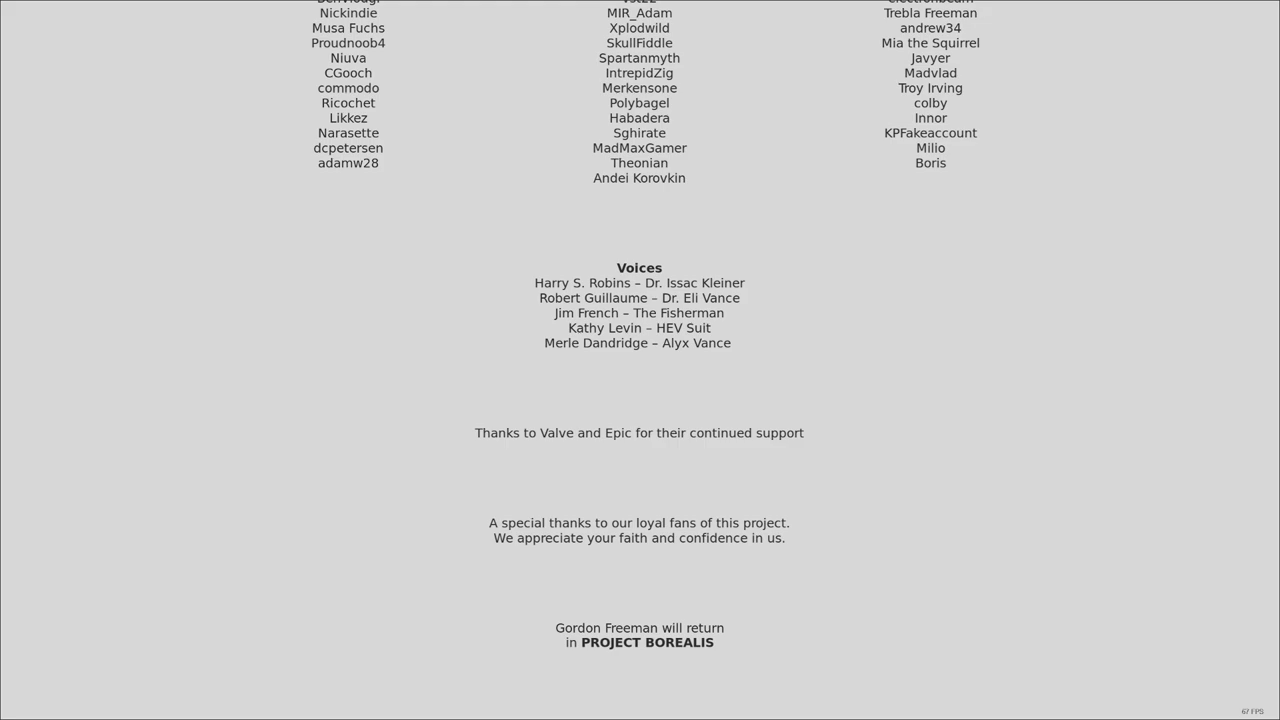 Nickindie
Musa Fuchs
Proudnoob4
Niuva
CGooch
commodo
Ricochet
Likkez
Narasette
dcpetersen
adamw28
MIR_Adam
Xplodwild
SkullFiddle
Spartanmyth
IntrepidZig
Merkensone
Polybagel
Habadera
Sghirate
MadMaxGamer
Theonian
Andei Korovkin
Trebla Freeman
andrew34
Mia the Squirrel
Javyer
Madvlad
Troy Irving
colby
Innor
KPFakeaccount
Milio
Boris
Voices
Harry S. Robins – Dr. Issac Kleiner
Robert Guillaume – Dr. Eli Vance
Jim French – The Fisherman
Kathy Levin – HEV Suit
Merle Dandridge – Alyx Vance
Thanks to Valve and Epic for their continued support
A special thanks to our loyal fans of this project.
We appreciate your faith and confidence in us.
Gordon Freeman will return
in PROJECT BOREALIS
67 FPS